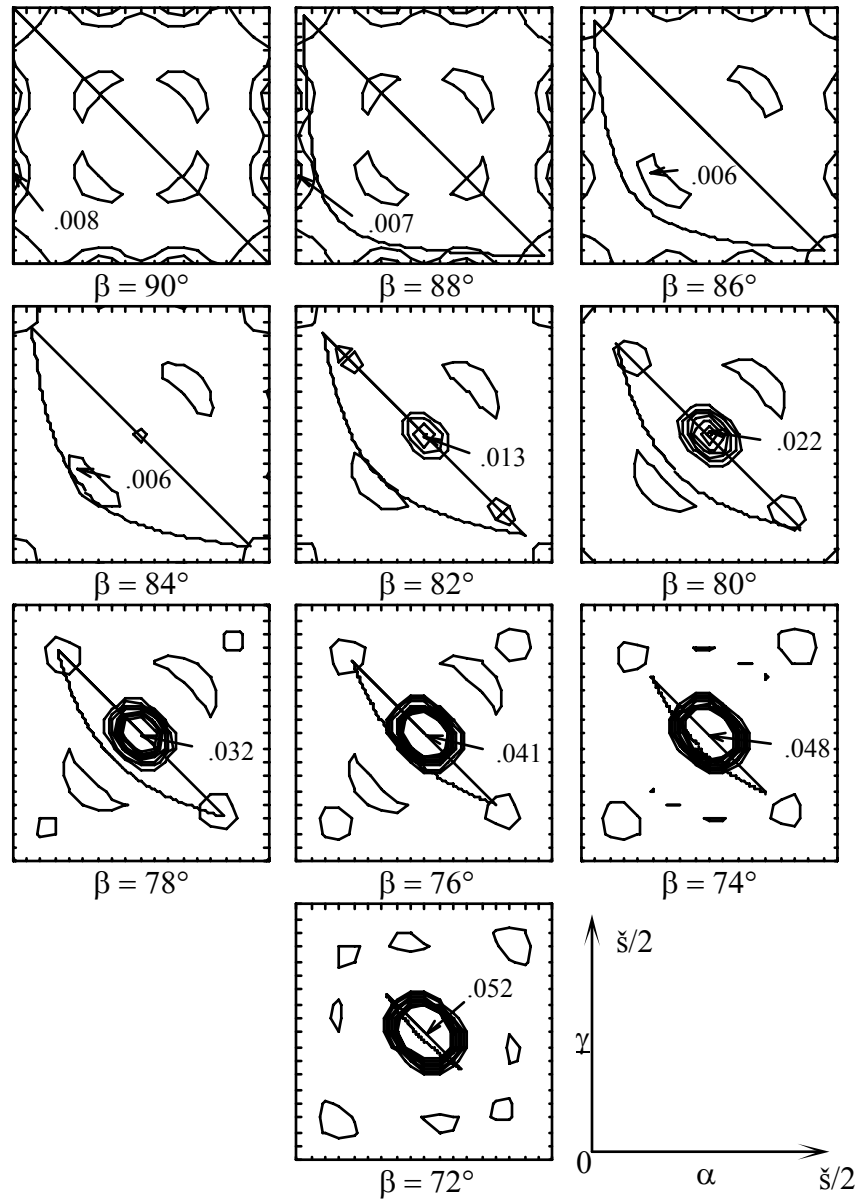 .008
.007
.006
β = 90°
β = 88°
β = 86°
.006
.013
.022
β = 84°
β = 82°
β = 80°
.032
.041
.048
β = 78°
β = 76°
β = 74°
.052
š/2
γ
0
α
š/2
β = 72°